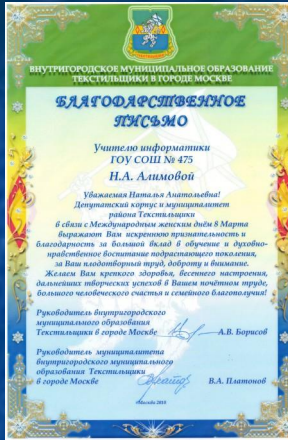 ВНУТРИГОРОДСКОЕ МУНИЦИПАЛЬНОЕ ОБРАЗОВАНИЕ
ТЕКСТИЛЬЩИКИ В ГОРОДЕ МОСКВЕ
БЛАГОДАРСТВЕННОЕ
ПИСЬМО
Учителю информатики
ГОУ СОШ № 475
Н.А. Алимовой
Уважаемая Наталья Анатольевна!
Депутатский корпус и муниципалитет
района Текстильщики
в связи с Международным женским днём 8 Марта
выражают Вам искреннюю признательность и
благодарность за большой вклад в обучение и духовно-
нравственное воспитание подрастающего поколения,
за Ваш плодотворный труд, доброту и внимание.
Желаем Вам крепкого здоровья, весеннего настроения,
дальнейших творческих успехов в Вашем почётном труде,
большого человеческого счастья и семейного благополучия!
Руководитель внутригородского
муниципального образования
Текстильщики в городе Москве А.В. Борисов
Руководитель муниципалитета
внутригородского муниципального
образования Текстильщики
в городе Москве В.А. Платонов
Москва 2010